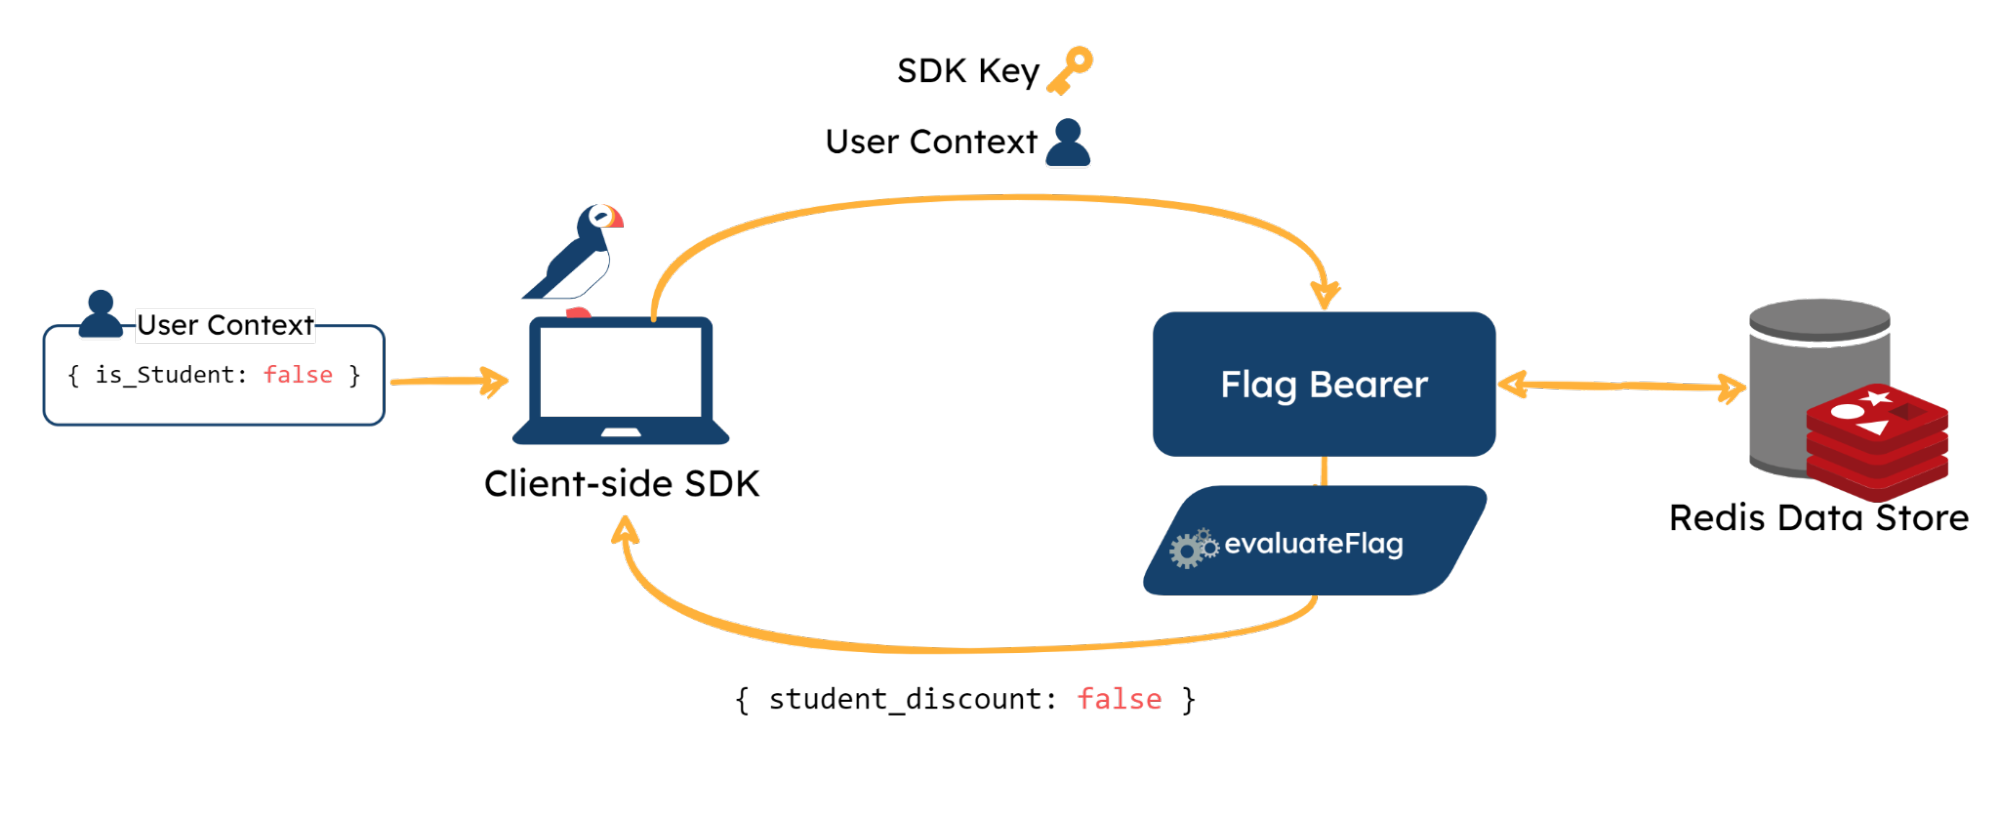 SDK Key
User Context
User Context
{ is_Student: false }
Client-side SDK
Flag Bearer
evaluateFlag
Redis Data Store
{ student_discount: false }